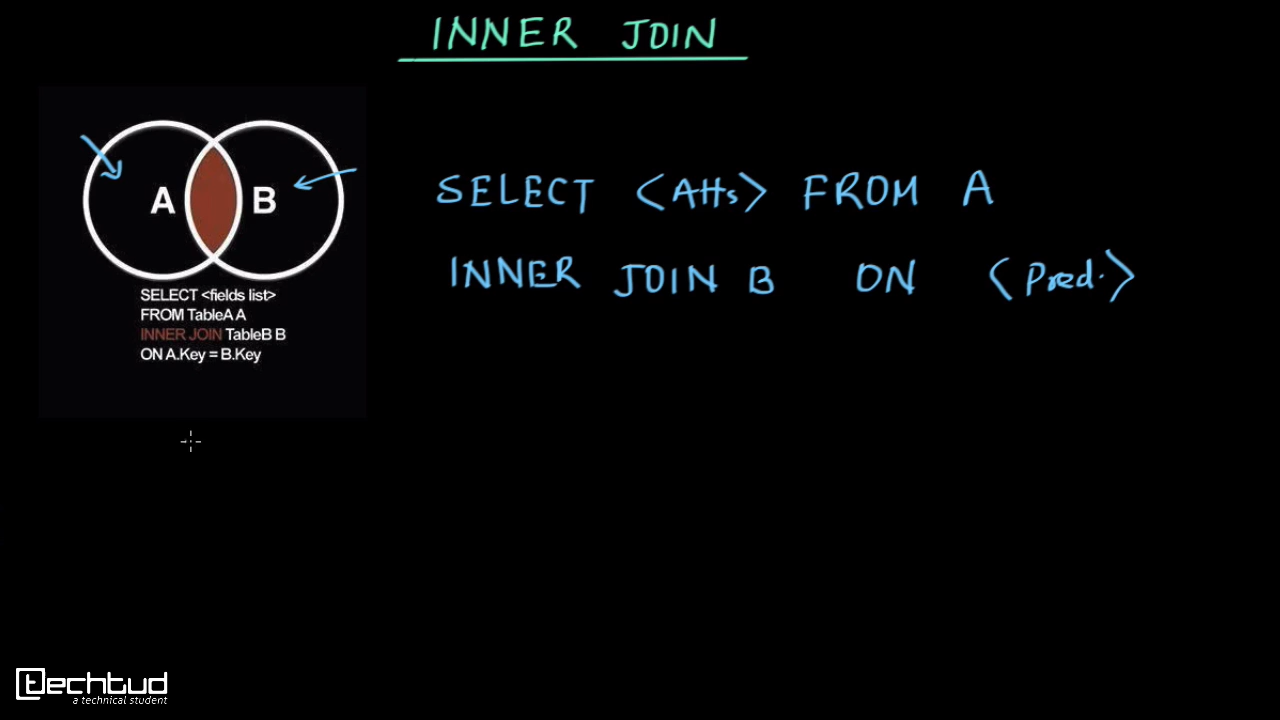 INNER JOIN
A B
SELECT <fields list>
FROM TableA A
INNER JOIN TableB B
ON A.Key = B.Key
SELECT <Atts> FROM A
INNER JOIN B ON <Pred.>
techtud
a technical student